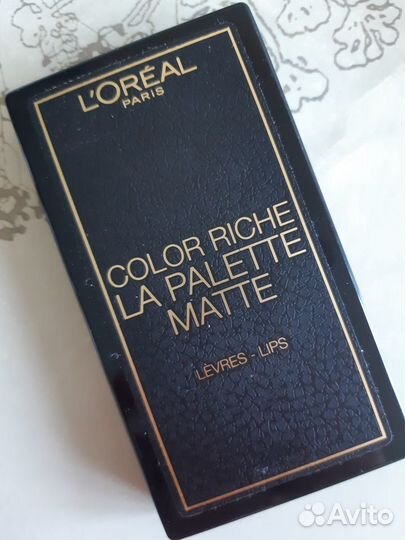 L'ORÉAL
PARIS
COLOR RICHE
LA PALETTE
MATTE
LÈVRES - LIPS
Avito